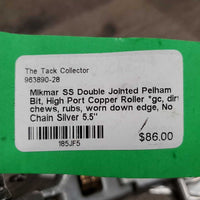 The Tack Collector
963890-28
Mikmar SS Double Jointed Pelham
Bit, High Port Copper Roller *gc, dirt
chews, rubs, worn down edge, No
Chain Silver 5.5"
$86.00
185JF5